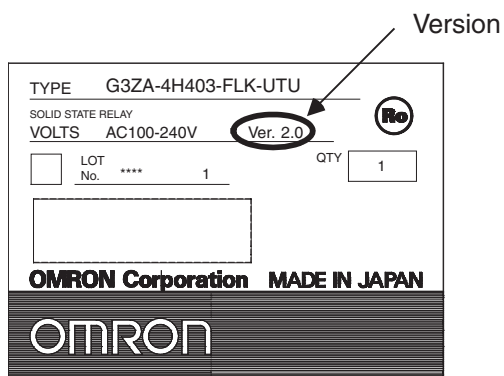 Version
TYPE G3ZA-4H403-FLK-UTU
SOLID STATE RELAY
VOLTS AC100-240V Ver. 2.0
Ro
LOT
No. **** 1
QTY 1
OMRON Corporation MADE IN JAPAN
OMRON